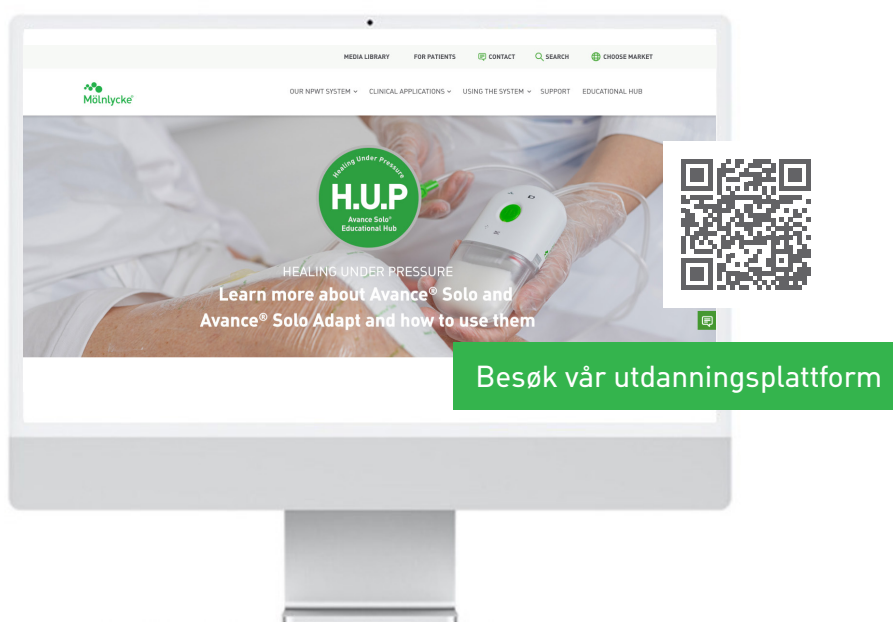 MEDIA LIBRARY FOR PATIENTS CONTACT SEARCH CHOOSE MARKET
Mölnlycke®
OUR NPWT SYSTEM CLINICAL APPLICATIONS USING THE SYSTEM SUPPORT EDUCATIONAL HUB
Healing Under Pressure
H.U.P
Avance Solo®
Educational Hub
HEALING UNDER PRESSURE
Learn more about Avance® Solo and
Avance® Solo Adapt and how to use them
Besøk vår utdanningsplattform